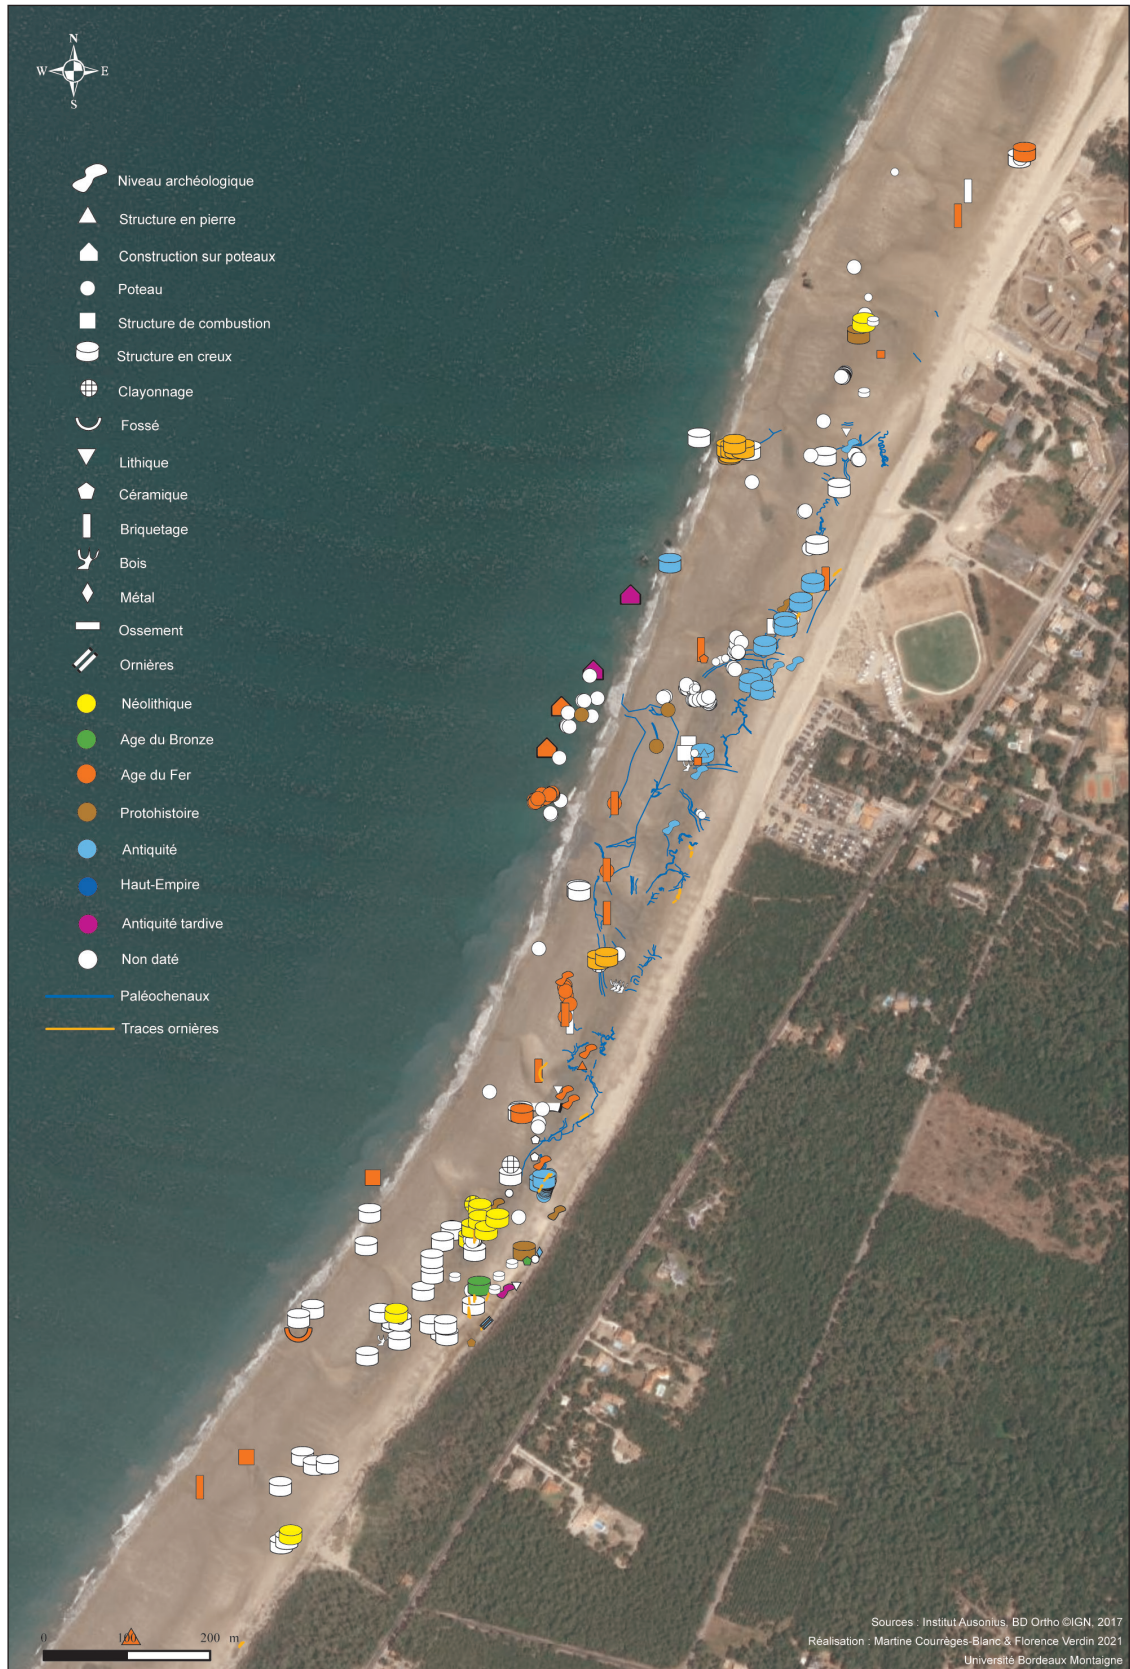 N
W E
S
Niveau archéologique
Structure en pierre
Construction sur poteaux
Poteau
Structure de combustion
Structure en creux
Clayonnage
Fossé
Lithique
Céramique
Briquetage
Bois
Métal
Ossement
Ornières
Néolithique
Age du Bronze
Age du Fer
Protohistoire
Antiquité
Haut-Empire
Antiquité tardive
Non daté
Paléochenaux
Traces ornières
0 100 200 m
Sources : Institut Ausonius, BD Ortho ©IGN, 2017
Réalisation : Martine Courrèges-Blanc & Florence Verdin 2021
Université Bordeaux Montaigne